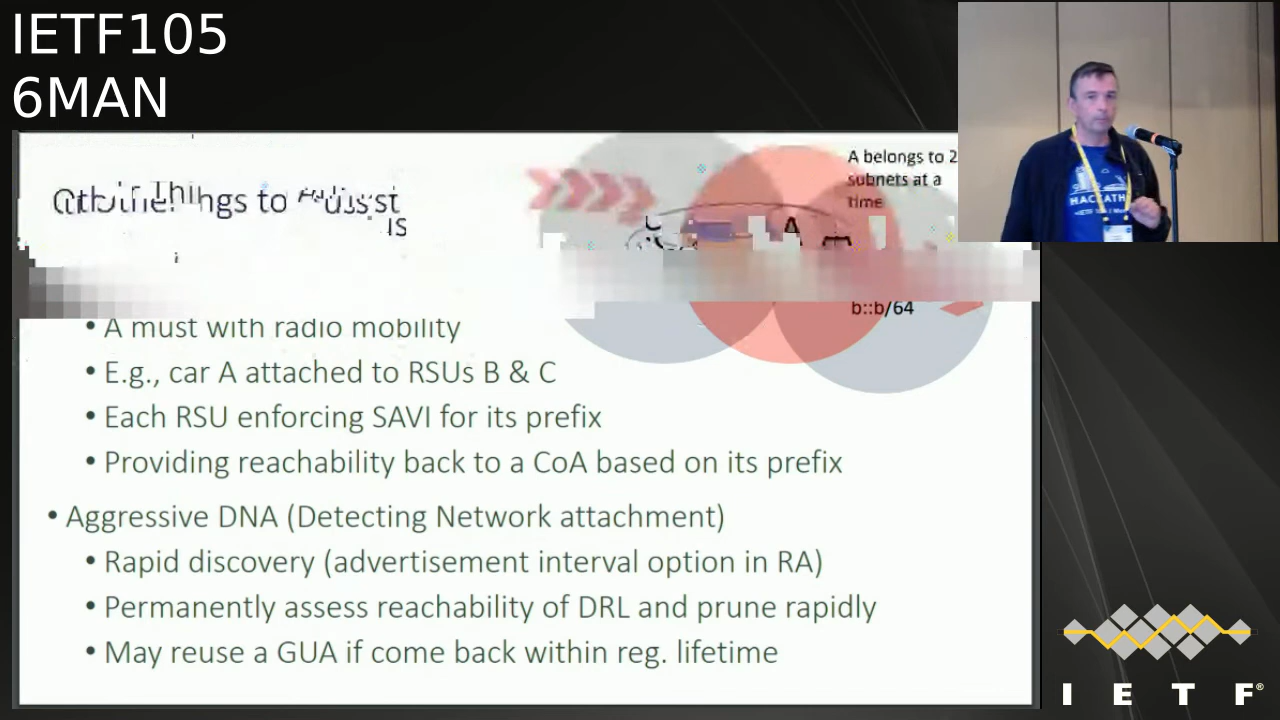 IETF105
6MAN
A belongs to 2
subnets at a
time
things to
A
b::b/64
• A must with radio mobility
• E.g., car A attached to RSUs B & C
• Each RSU enforcing SAVI for its prefix
• Providing reachability back to a CoA based on its prefix
• Aggressive DNA (Detecting Network attachment)
• Rapid discovery (advertisement interval option in RA)
• Permanently assess reachability of DRL and prune rapidly
• May reuse a GUA if come back within reg. lifetime
HACKATH
I E T F®